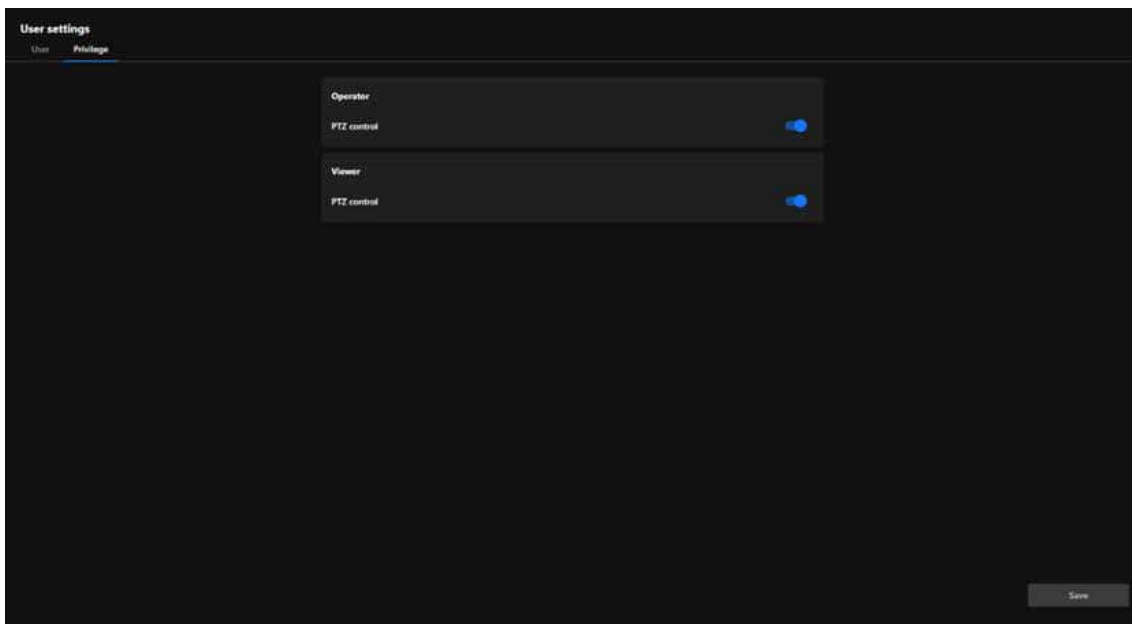 User settings
User Privilege
Operator
PTZ control
Viewer
PTZ control
Save